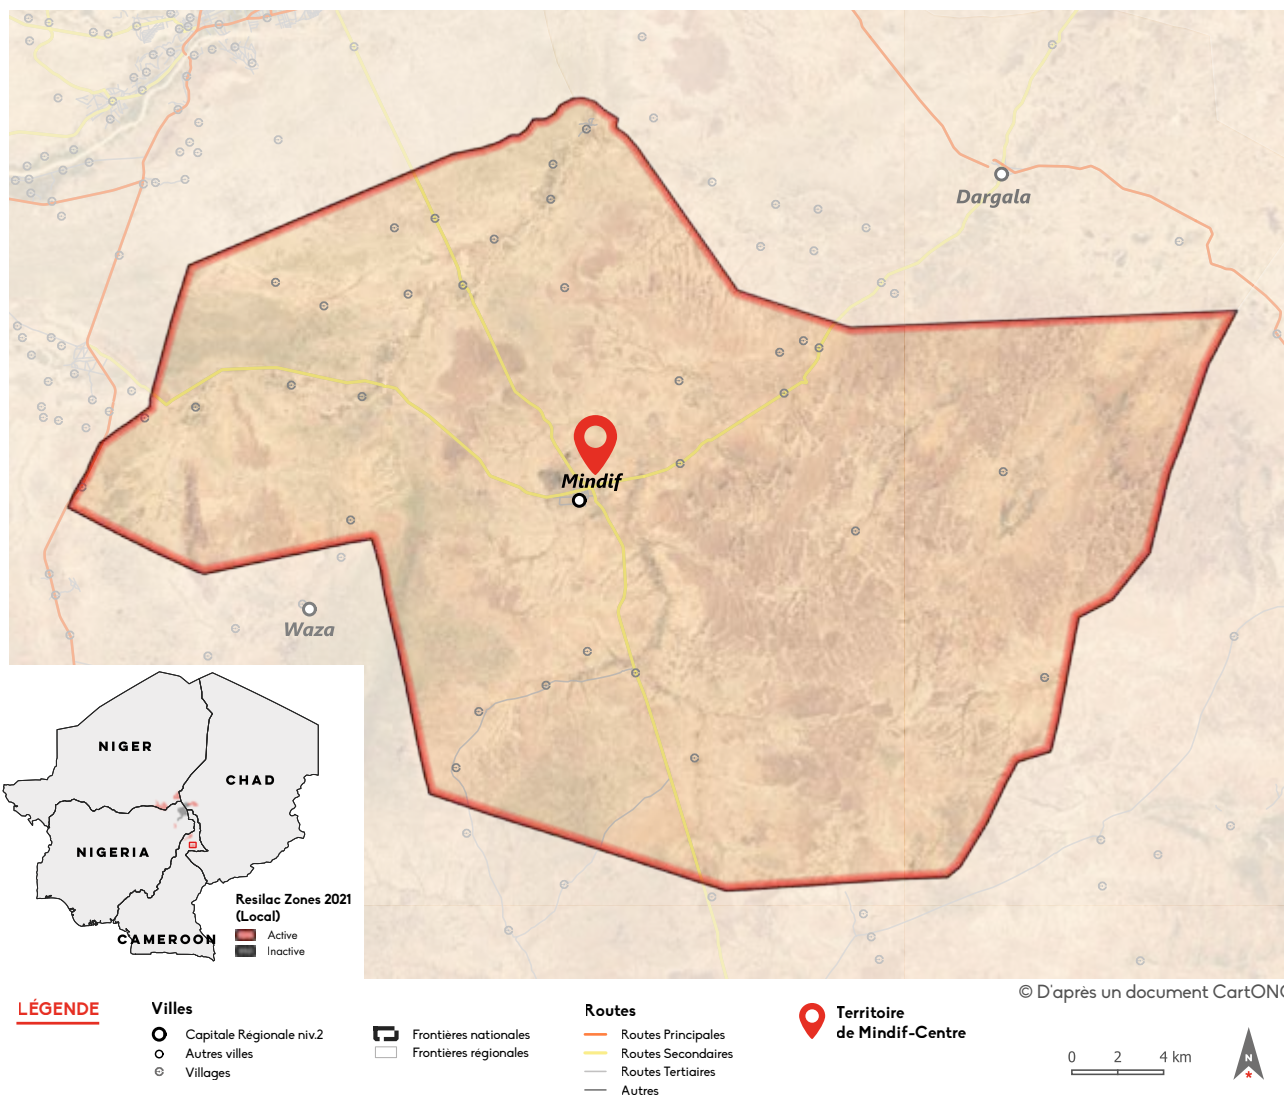 Dargala
Mindif
Waza
NIGER
CHAD
NIGERIA
CAMEROON
Resilac Zones 2021
(Local)
Active
Inactive
© D'après un document CartONG
LÉGENDE
Villes
Capitale Régionale niv.2
Autres villes
Villages
Frontières nationales
Frontières régionales
Routes
Routes Principales
Routes Secondaires
Routes Tertiaires
Autres
Territoire
de Mindif-Centre
0 2 4 km
N